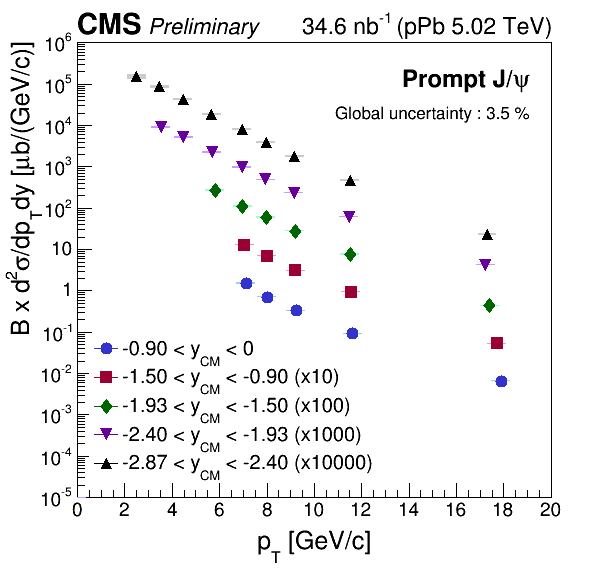 CMS Preliminary 34.6 nb⁻¹ (pPb 5.02 TeV)
Prompt J/ψ
Global uncertainty : 3.5 %
B x d²σ/dp_T dy [μb/(GeV/c)]
10⁶
10⁵
10⁴
10³
10²
10
1
10⁻¹
10⁻²
10⁻³
10⁻⁴
10⁻⁵
-0.90 < y_CM < 0
-1.50 < y_CM < -0.90 (x10)
-1.93 < y_CM < -1.50 (x100)
-2.40 < y_CM < -1.93 (x1000)
-2.87 < y_CM < -2.40 (x10000)
0 2 4 6 8 10 12 14 16 18 20
p_T [GeV/c]